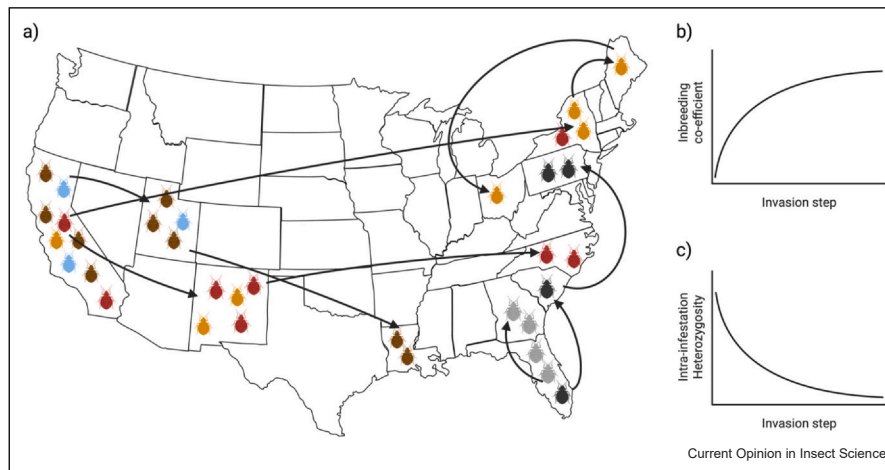 a)
b)
Inbreeding
co-efficient
Invasion step
c)
Intra-infestation
Heterozygosity
Invasion step
Current Opinion in Insect Science